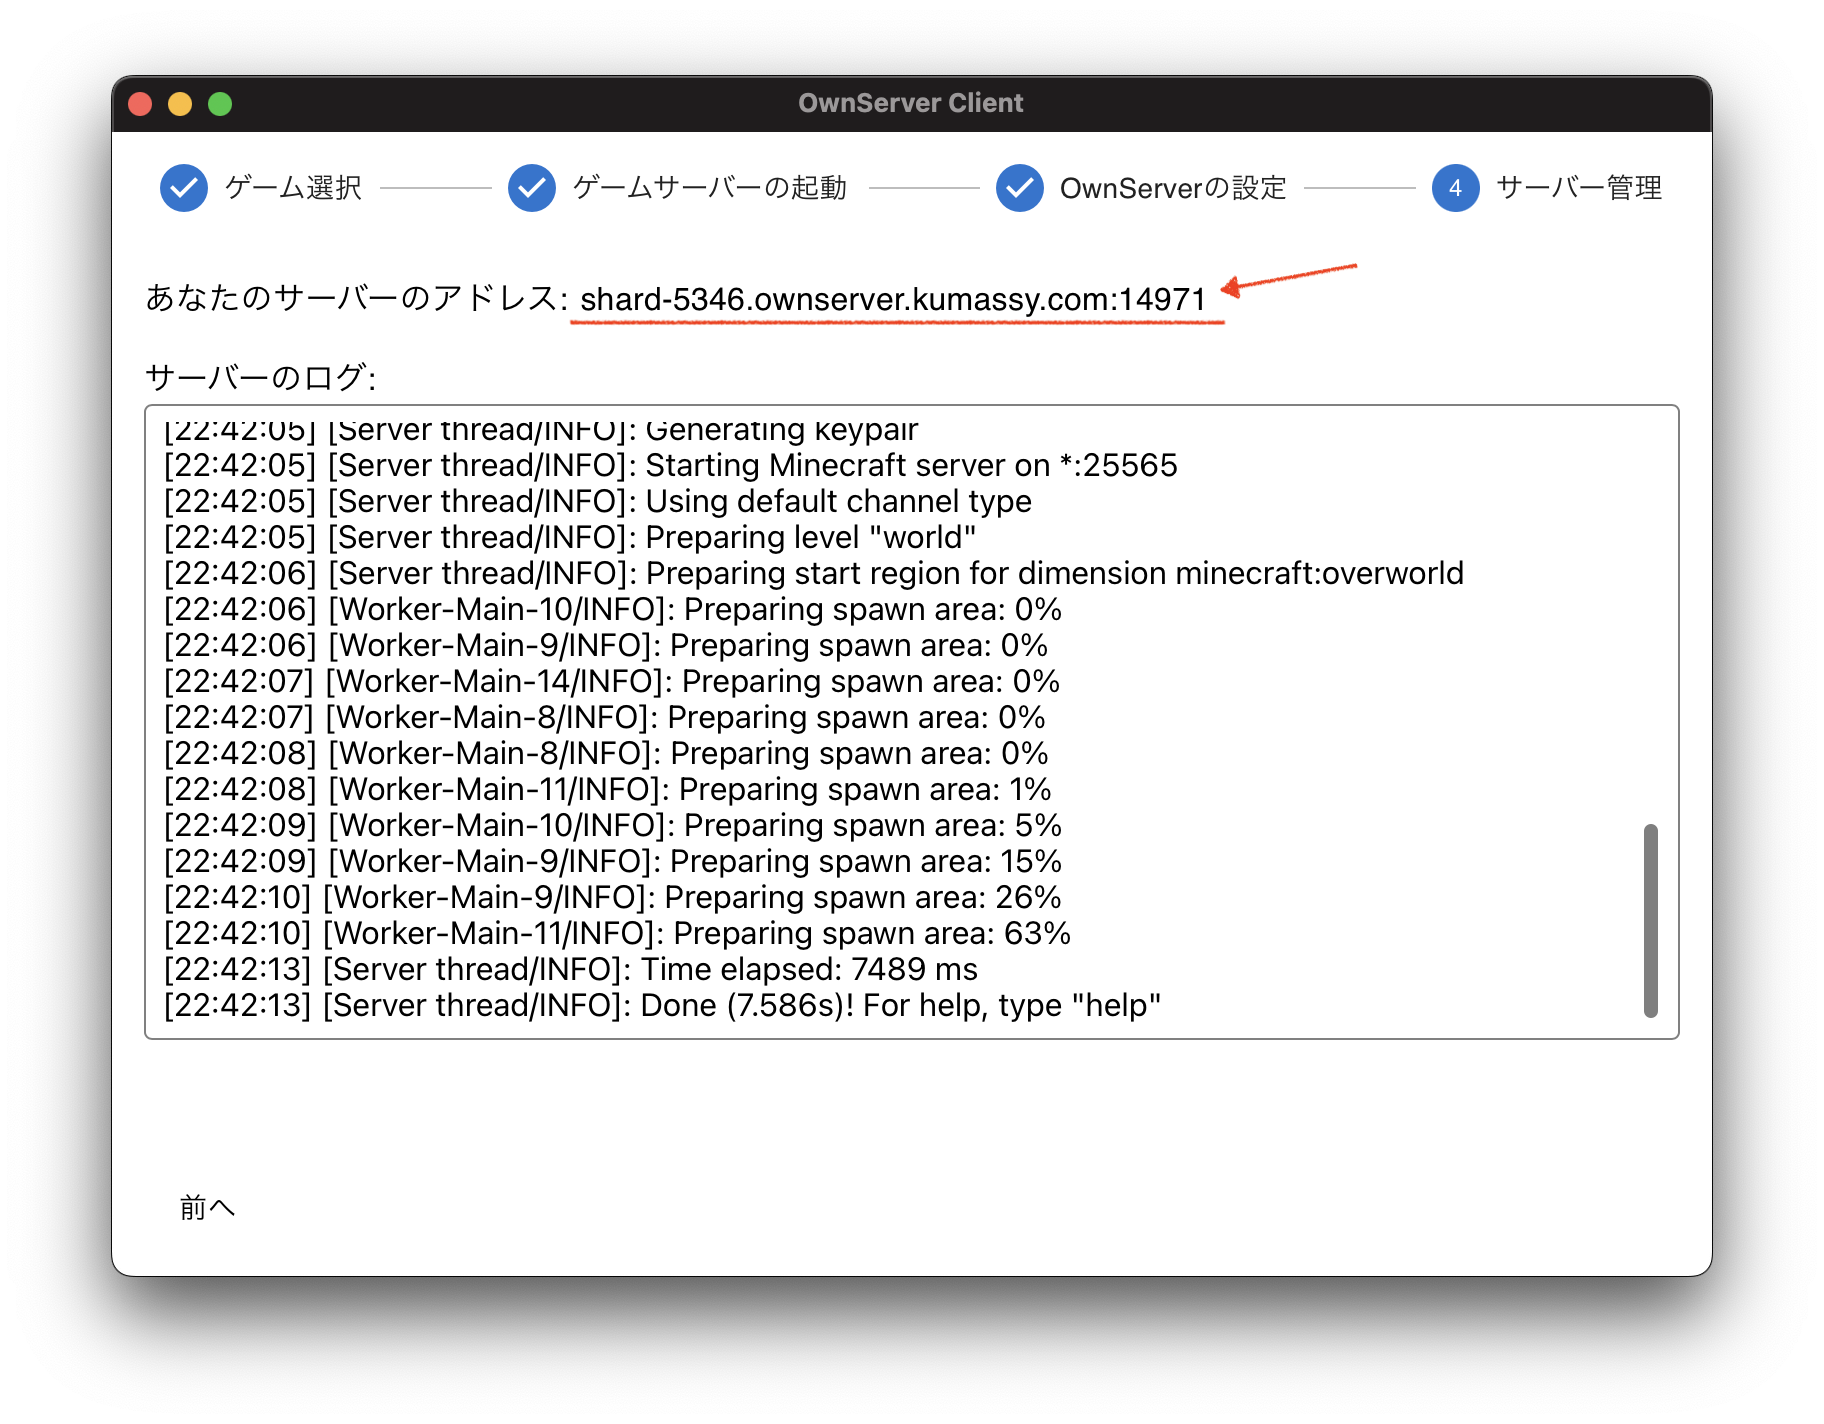 OwnServer Client
ゲーム選択 ゲームサーバーの起動 OwnServerの設定 4 サーバー管理
あなたのサーバーのアドレス: shard-5346.ownserver.kumassy.com:14971
サーバーのログ:
[22:42:05] [Server thread/INFO]: Generating keypair
[22:42:05] [Server thread/INFO]: Starting Minecraft server on *:25565
[22:42:05] [Server thread/INFO]: Using default channel type
[22:42:05] [Server thread/INFO]: Preparing level "world"
[22:42:06] [Server thread/INFO]: Preparing start region for dimension minecraft:overworld
[22:42:06] [Worker-Main-10/INFO]: Preparing spawn area: 0%
[22:42:06] [Worker-Main-9/INFO]: Preparing spawn area: 0%
[22:42:07] [Worker-Main-14/INFO]: Preparing spawn area: 0%
[22:42:07] [Worker-Main-8/INFO]: Preparing spawn area: 0%
[22:42:08] [Worker-Main-8/INFO]: Preparing spawn area: 0%
[22:42:08] [Worker-Main-11/INFO]: Preparing spawn area: 1%
[22:42:09] [Worker-Main-10/INFO]: Preparing spawn area: 5%
[22:42:09] [Worker-Main-9/INFO]: Preparing spawn area: 15%
[22:42:10] [Worker-Main-9/INFO]: Preparing spawn area: 26%
[22:42:10] [Worker-Main-11/INFO]: Preparing spawn area: 63%
[22:42:13] [Server thread/INFO]: Time elapsed: 7489 ms
[22:42:13] [Server thread/INFO]: Done (7.586s)! For help, type "help"
前へ